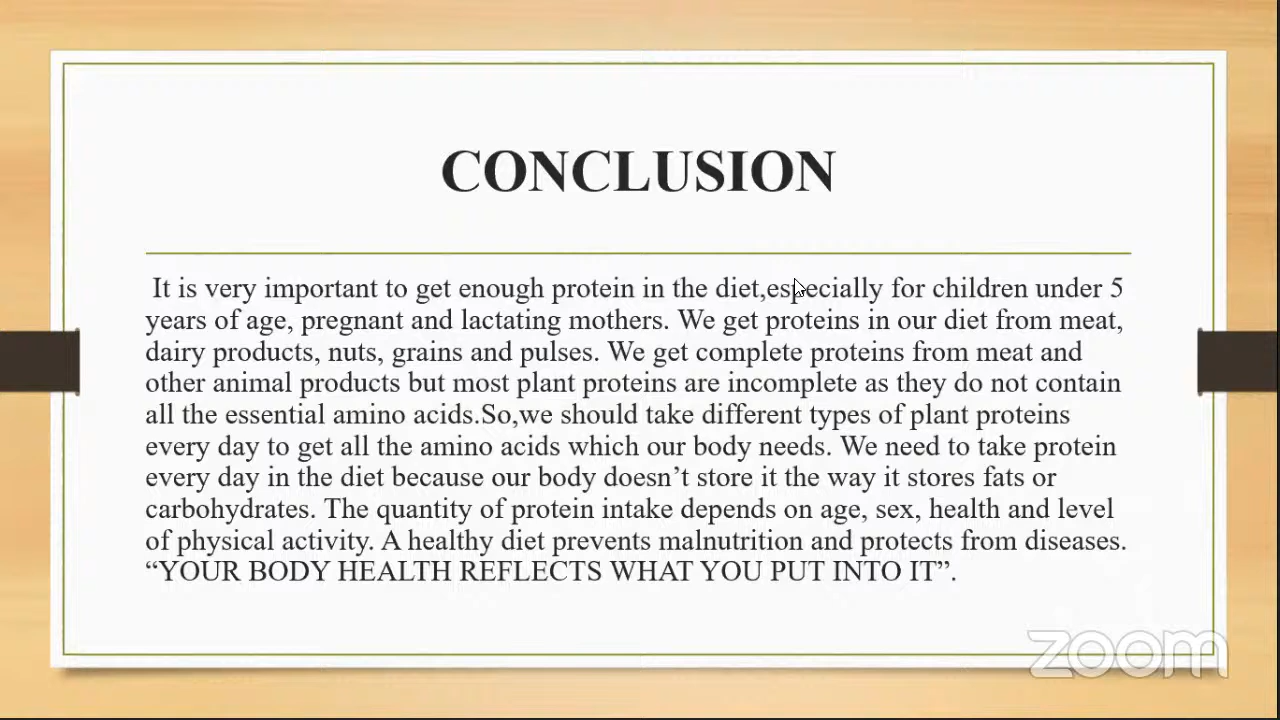 CONCLUSION
It is very important to get enough protein in the diet,especially for children under 5
years of age, pregnant and lactating mothers. We get proteins in our diet from meat,
dairy products, nuts, grains and pulses. We get complete proteins from meat and
other animal products but most plant proteins are incomplete as they do not contain
all the essential amino acids.So,we should take different types of plant proteins
every day to get all the amino acids which our body needs. We need to take protein
every day in the diet because our body doesn’t store it the way it stores fats or
carbohydrates. The quantity of protein intake depends on age, sex, health and level
of physical activity. A healthy diet prevents malnutrition and protects from diseases.
“YOUR BODY HEALTH REFLECTS WHAT YOU PUT INTO IT”.
zoom